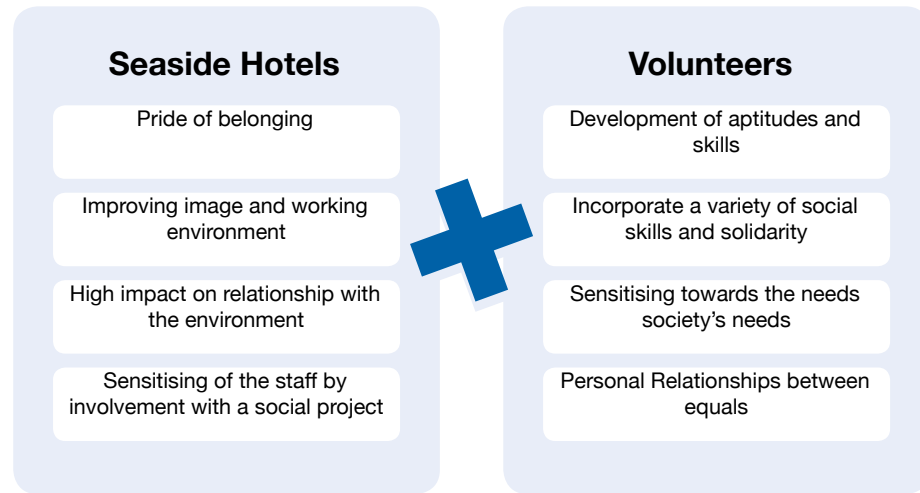 Seaside Hotels
Pride of belonging
Improving image and working
environment
High impact on relationship with
the environment
Sensitising of the staff by
involvement with a social project
Volunteers
Development of aptitudes and
skills
Incorporate a variety of social
skills and solidarity
Sensitising towards the needs
society's needs
Personal Relationships between
equals